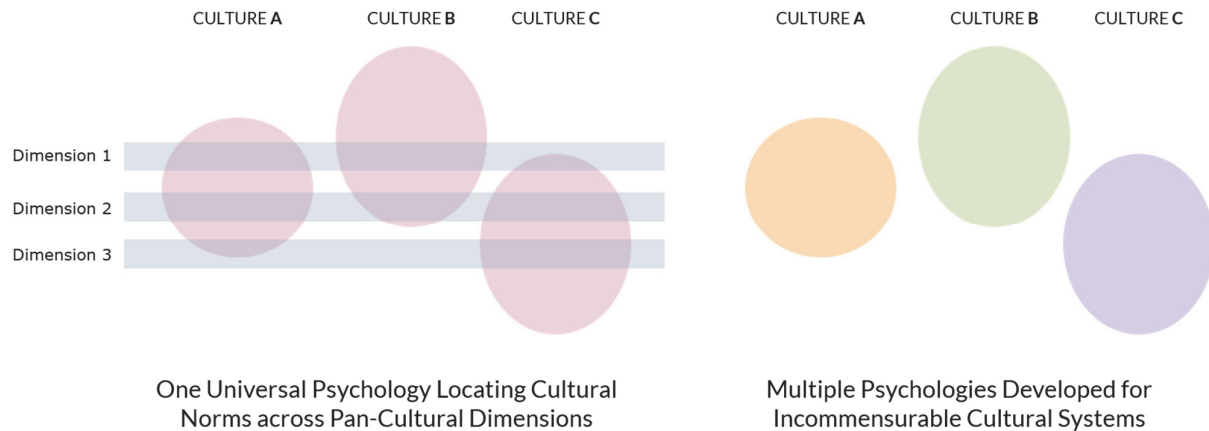 CULTURE A
CULTURE B
CULTURE C
Dimension 1
Dimension 2
Dimension 3
One Universal Psychology Locating Cultural
Norms across Pan-Cultural Dimensions
CULTURE A
CULTURE B
CULTURE C
Multiple Psychologies Developed for
Incommensurable Cultural Systems